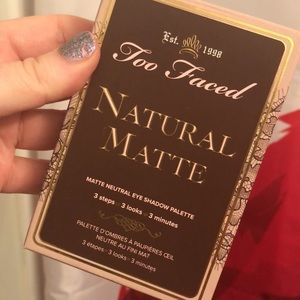 Est. 1998
Too Faced
NATURAL
MATTE
MATTE NEUTRAL EYE SHADOW PALETTE
3 steps · 3 looks · 3 minutes
PALETTE D'OMBRES À PAUPIÈRES ŒIL
NEUTRE AU FINI MAT
3 étapes · 3 looks · 3 minutes